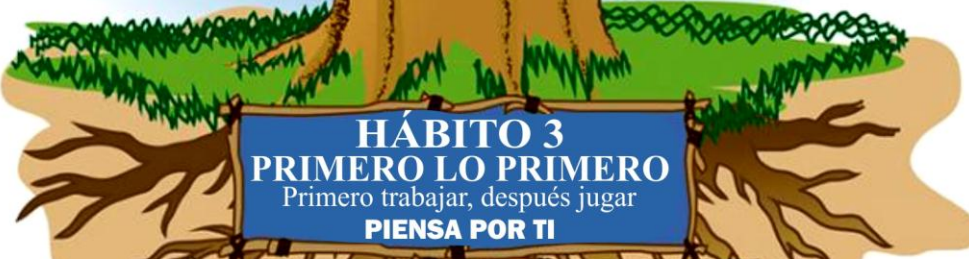 HÁBITO 3
PRIMERO LO PRIMERO
Primero trabajar, después jugar
PIENSA POR TI